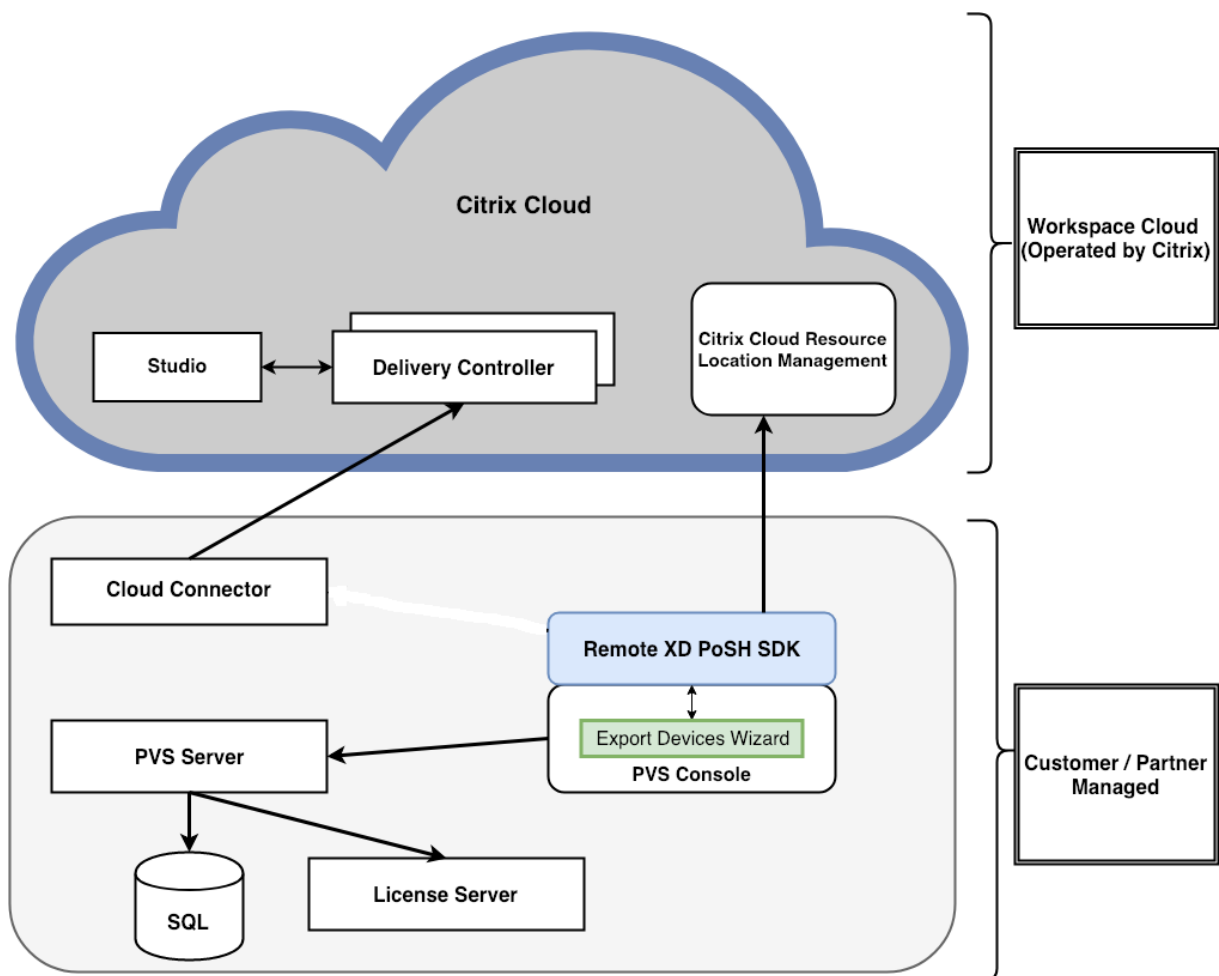 Citrix Cloud
Workspace Cloud
(Operated by Citrix)
Studio
Delivery Controller
Citrix Cloud Resource
Location Management
Cloud Connector
Remote XD PoSH SDK
Export Devices Wizard
PVS Console
PVS Server
Customer / Partner
Managed
License Server
SQL